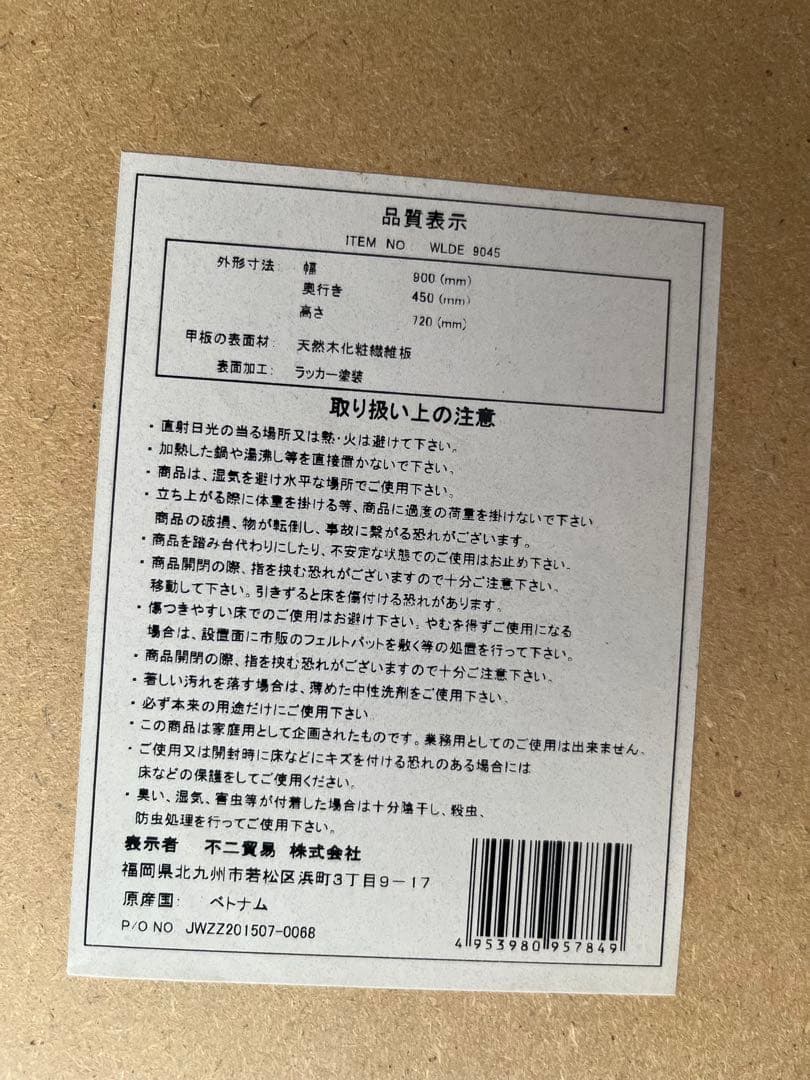 品質表示
ITEM NO WLDE 9045
外形寸法: 幅 900(mm)
奥行き 450(mm)
高さ 720(mm)
甲板の表面材: 天然木化粧繊維板
表面加工: ラッカー塗装
取り扱い上の注意
・直射日光の当る場所又は熱・火は避けて下さい。
・加熱した鍋や湯沸し等を直接置かないで下さい。
・商品は、湿気を避け水平な場所でご使用下さい。
・立ち上がる際に体重を掛ける等、商品に過度の荷重を掛けないで下さい
商品の破損、物が転倒し、事故に繋がる恐れがございます。
・商品を踏み台代わりにしたり、不安定な状態でのご使用はお止め下さい。
・商品開閉の際、指を挟む恐れがございますので十分ご注意下さい、
移動して下さい。引きずると床を傷付ける恐れがあります。
・傷つきやすい床でのご使用はお避け下さい。やむを得ずご使用になる
場合は、設置面に市販のフェルトパットを敷く等の処置を行って下さい。
・商品開閉の際、指を挟む恐れがございますので十分ご注意下さい。
・著しい汚れを落す場合は、薄めた中性洗剤をご使用下さい。
・必ず本来の用途だけにご使用下さい
・この商品は家庭用として企画されたものです。業務用としてのご使用は出来ません、
・ご使用又は開封時に床などにキズを付ける恐れのある場合には
床などの保護をしてご使用ください。
・臭い、湿気、害虫等が付着した場合は十分陰干し、殺虫、
防虫処理を行ってご使用下さい。
表示者 不二貿易 株式会社
福岡県北九州市若松区浜町3丁目9－17
原産国: ベトナム
P/O NO JWZZ201507-0068
4 953980 957849